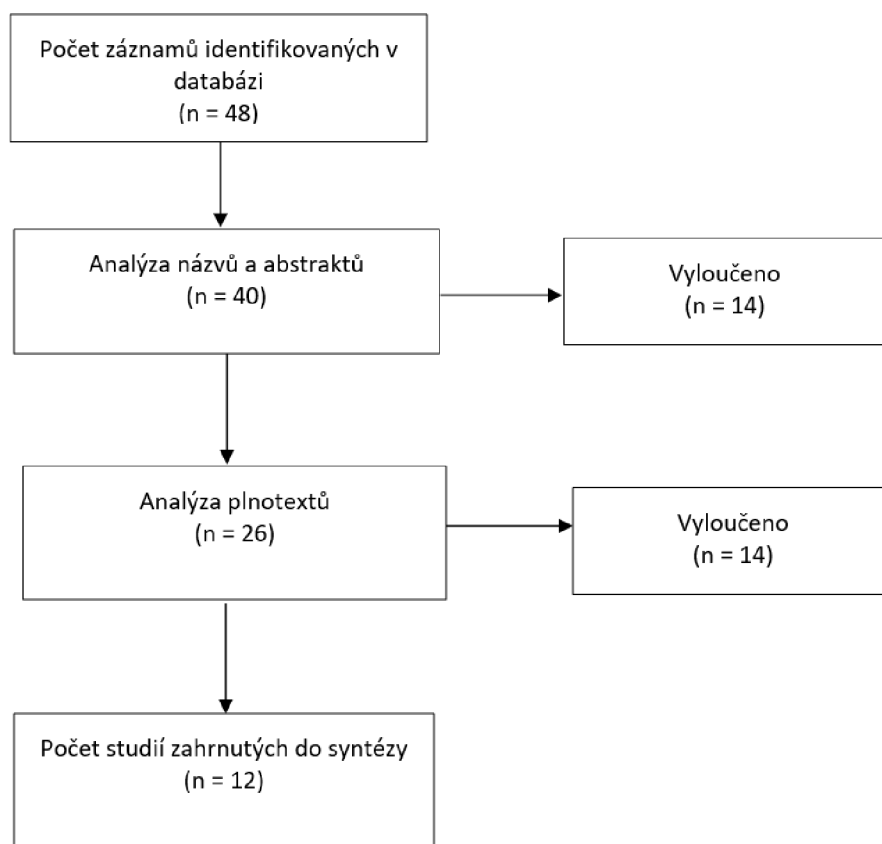 Počet záznamů identifikovaných v
databázi
(n = 48)
Analýza názvů a abstraktů
(n = 40)
Vyloučeno
(n = 14)
Analýza plnotextů
(n = 26)
Vyloučeno
(n = 14)
Počet studií zahrnutých do syntézy
(n = 12)